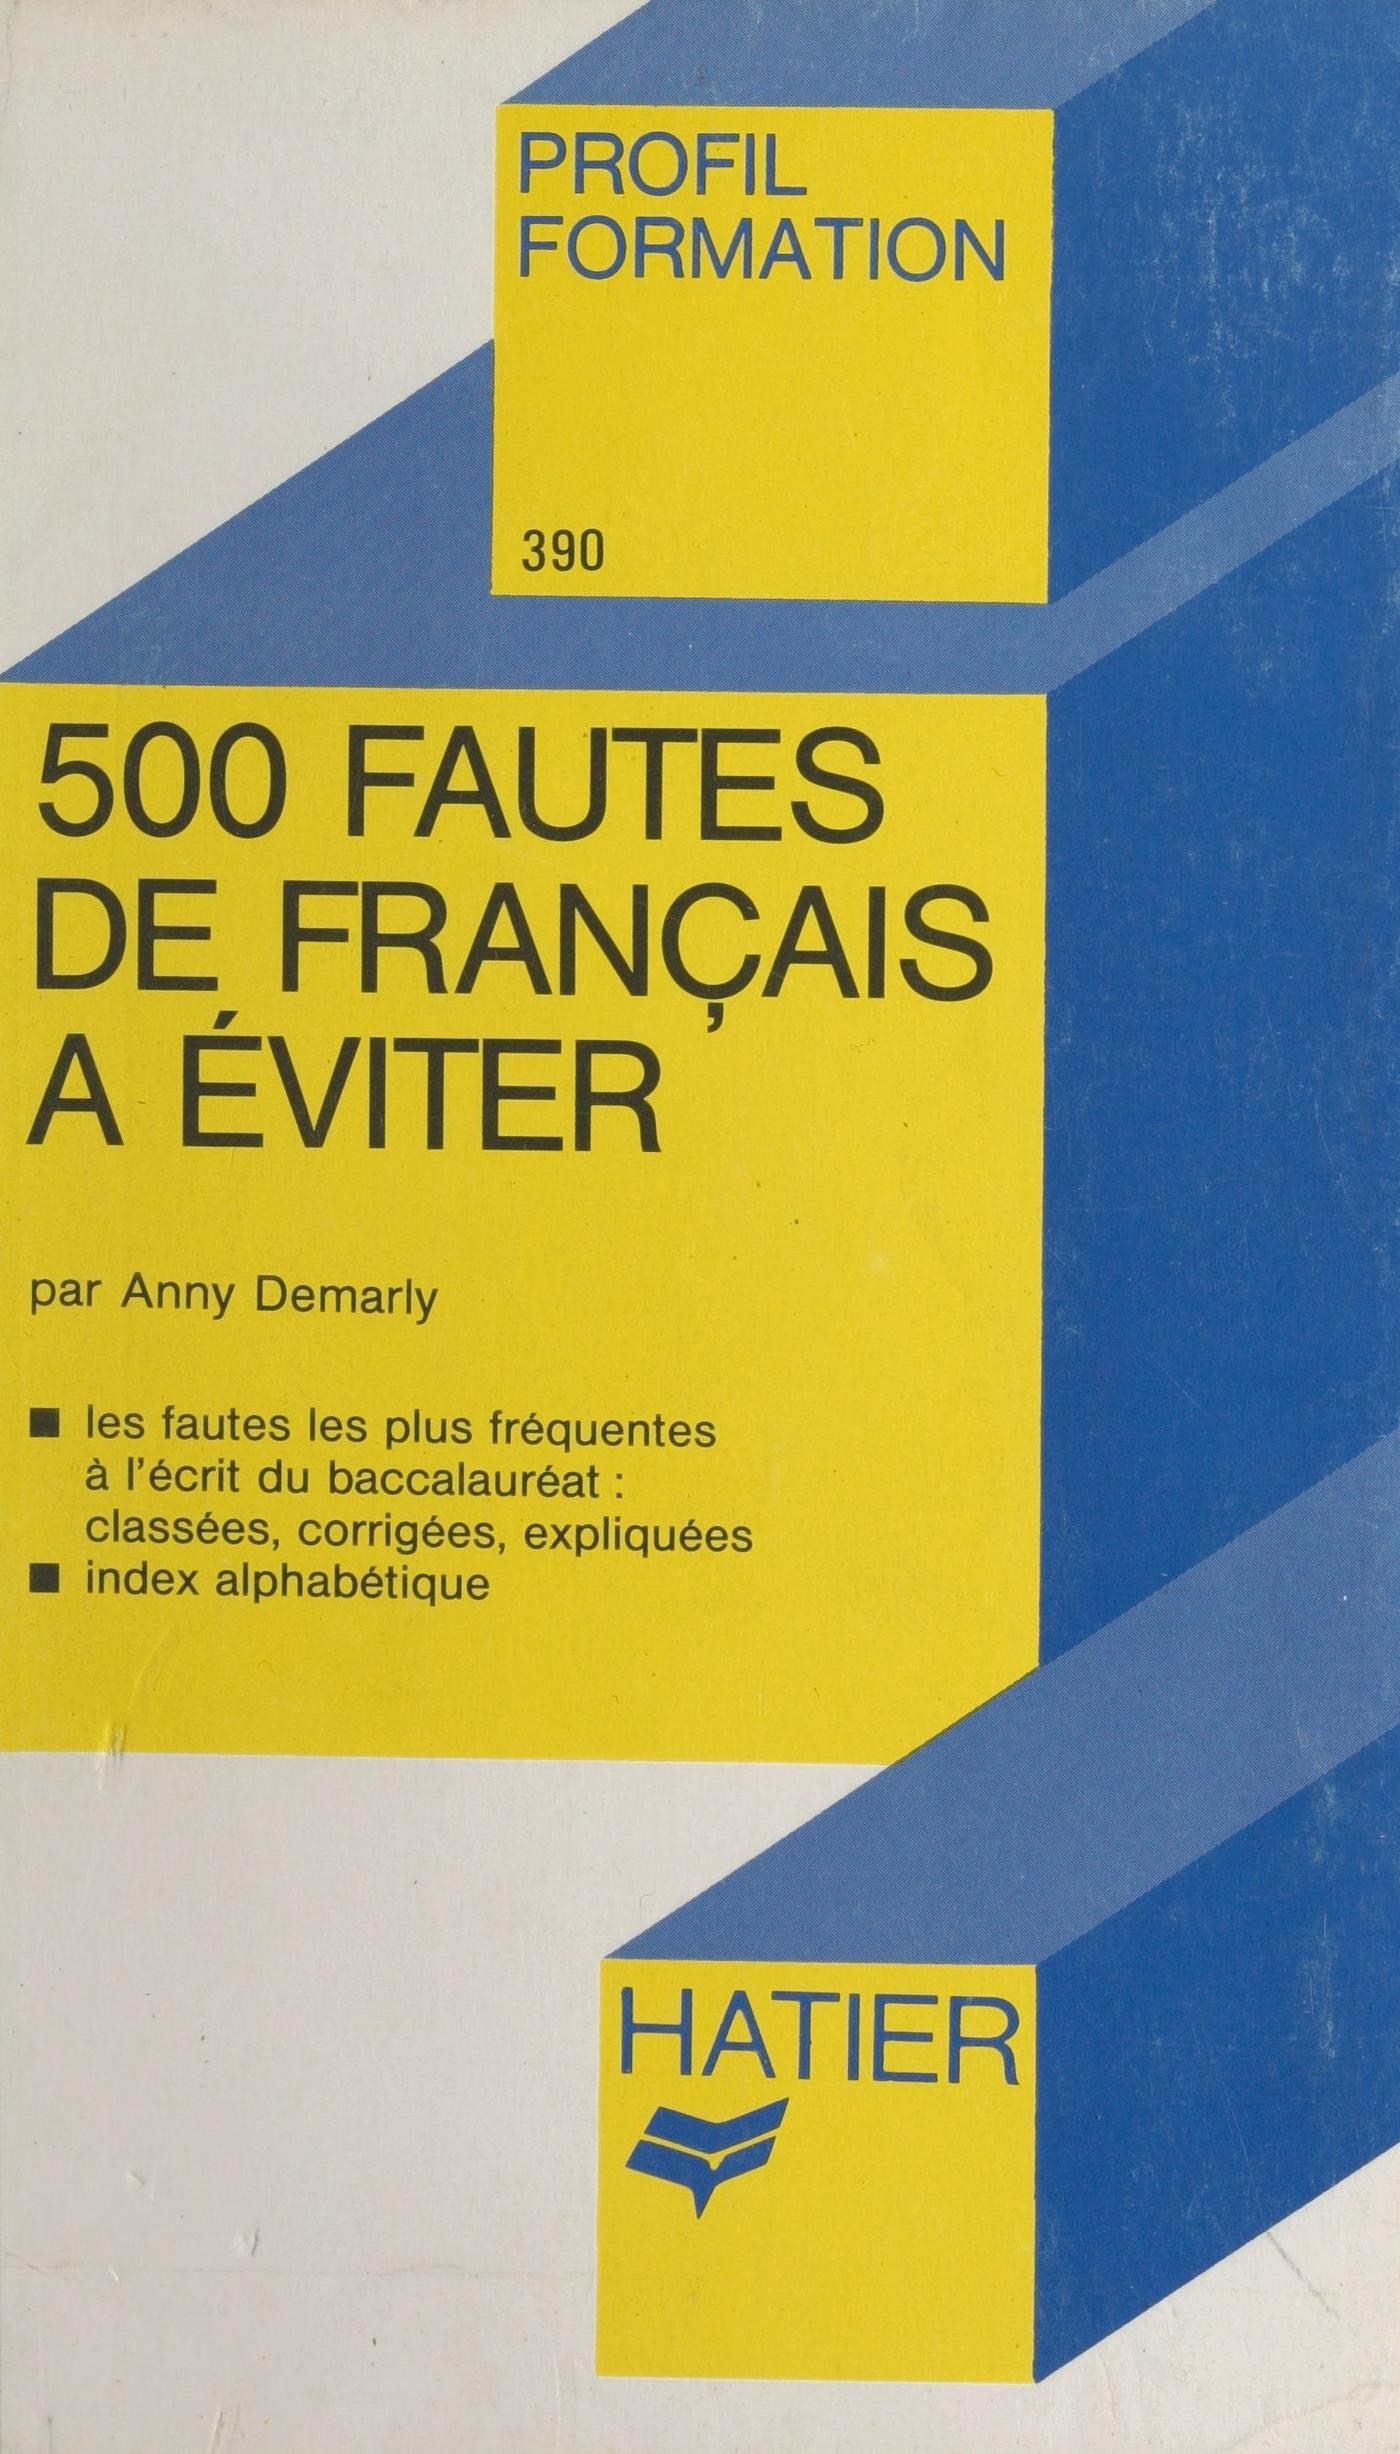 PROFIL
FORMATION
390
500 FAUTES
DE FRANÇAIS
A ÉVITER
par Anny Demarly
■ les fautes les plus fréquentes
à l'écrit du baccalauréat :
classées, corrigées, expliquées
■ index alphabétique
HATIER